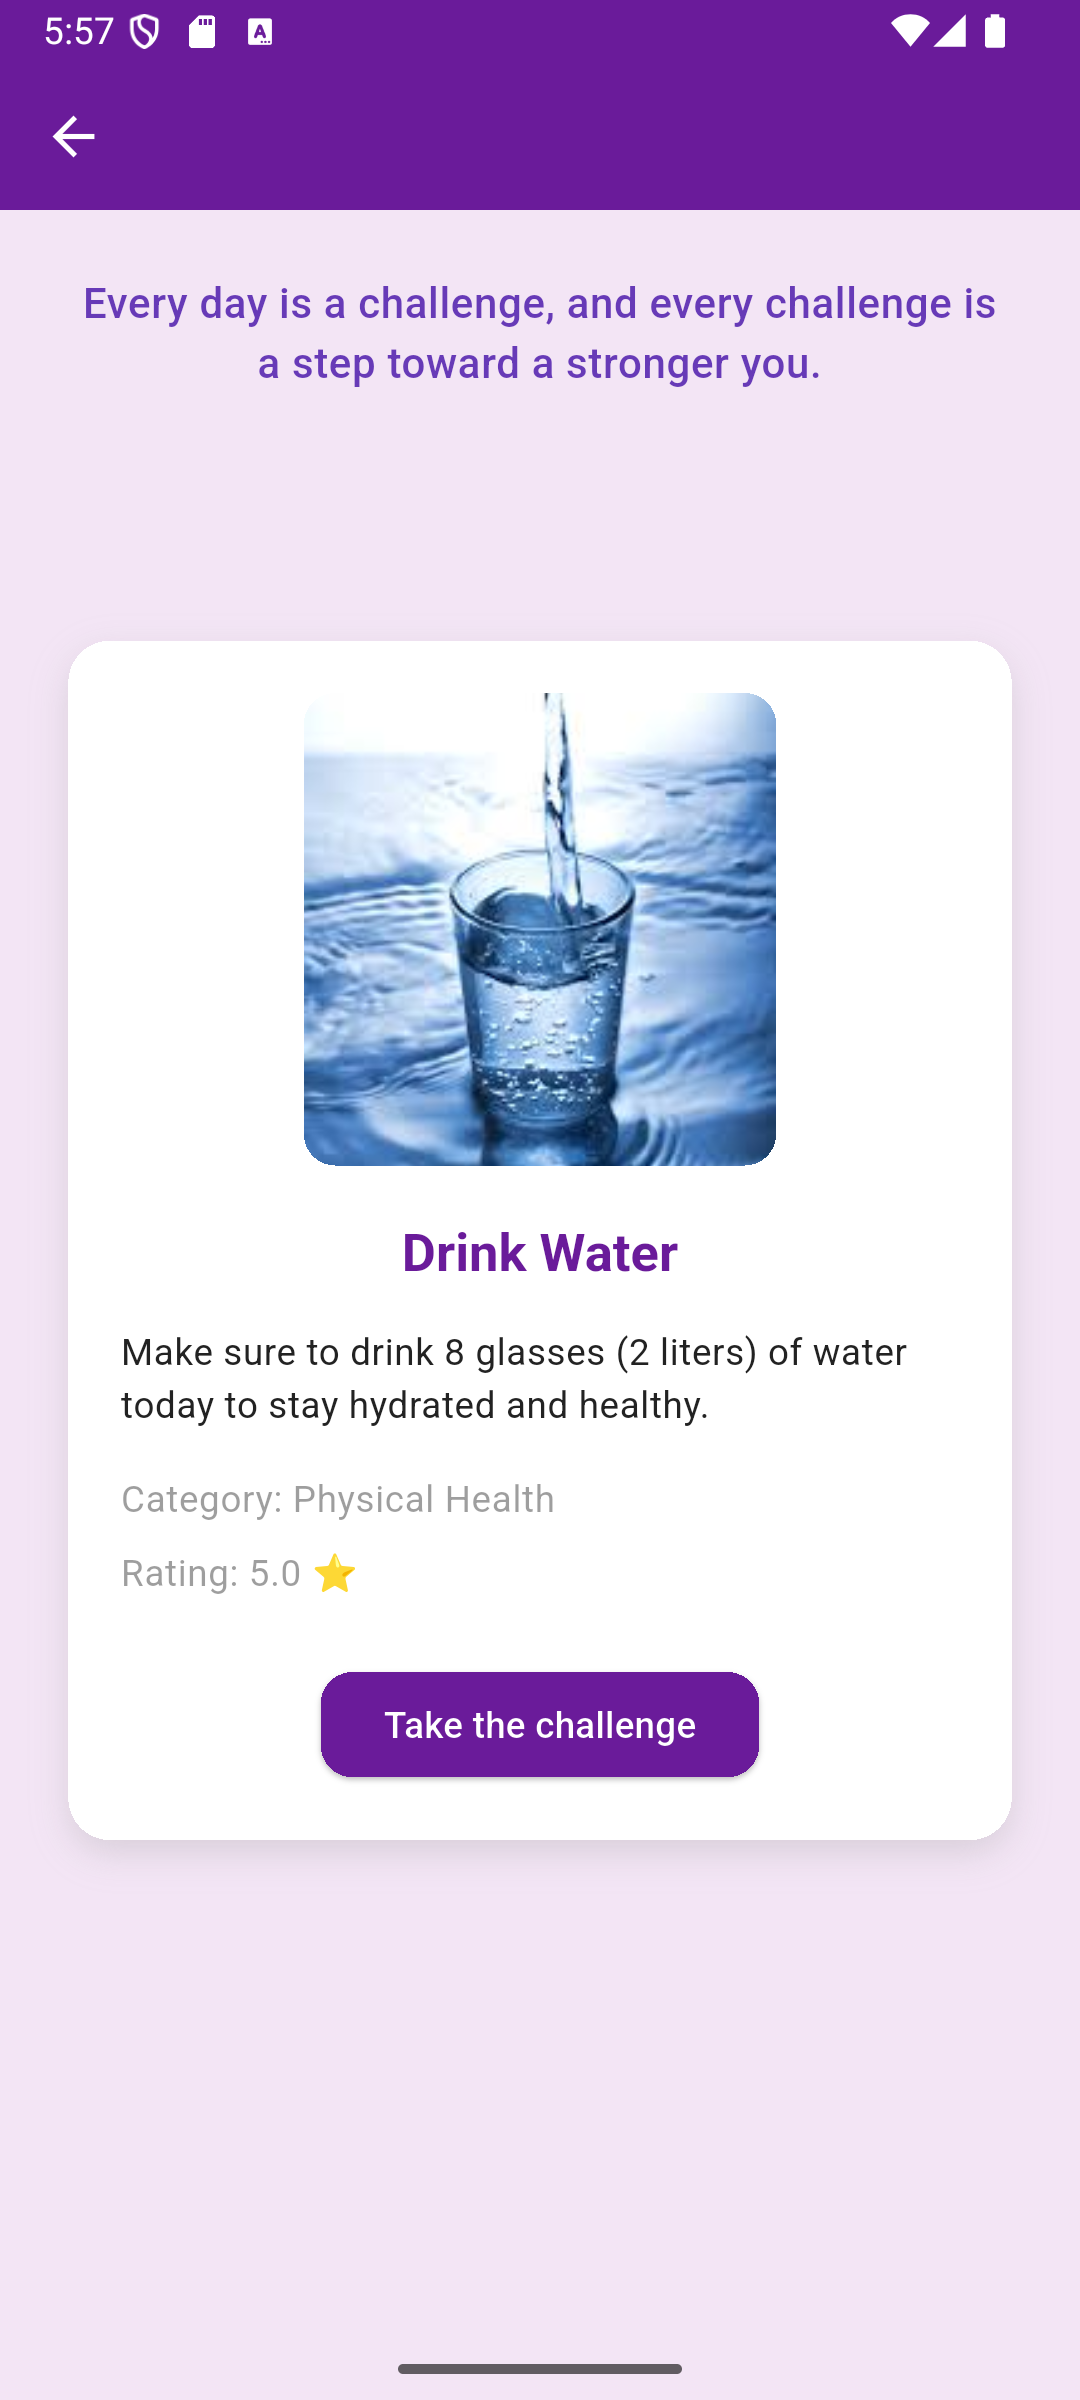 5:57
Every day is a challenge, and every challenge is
a step toward a stronger you.
Drink Water
Make sure to drink 8 glasses (2 liters) of water
today to stay hydrated and healthy.
Category: Physical Health
Rating: 5.0 ⭐
Take the challenge